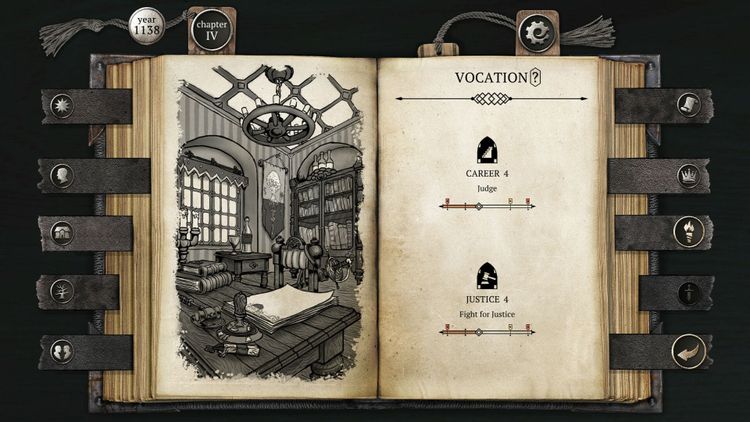 year
1138
chapter
IV
VOCATION?
CAREER 4
Judge
JUSTICE 4
Fight for Justice